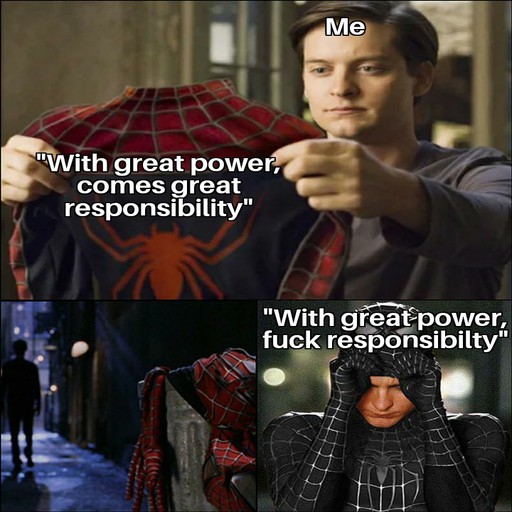 Me
"With great power,
comes great
responsibility"
"With great power,
fuck responsibilty"